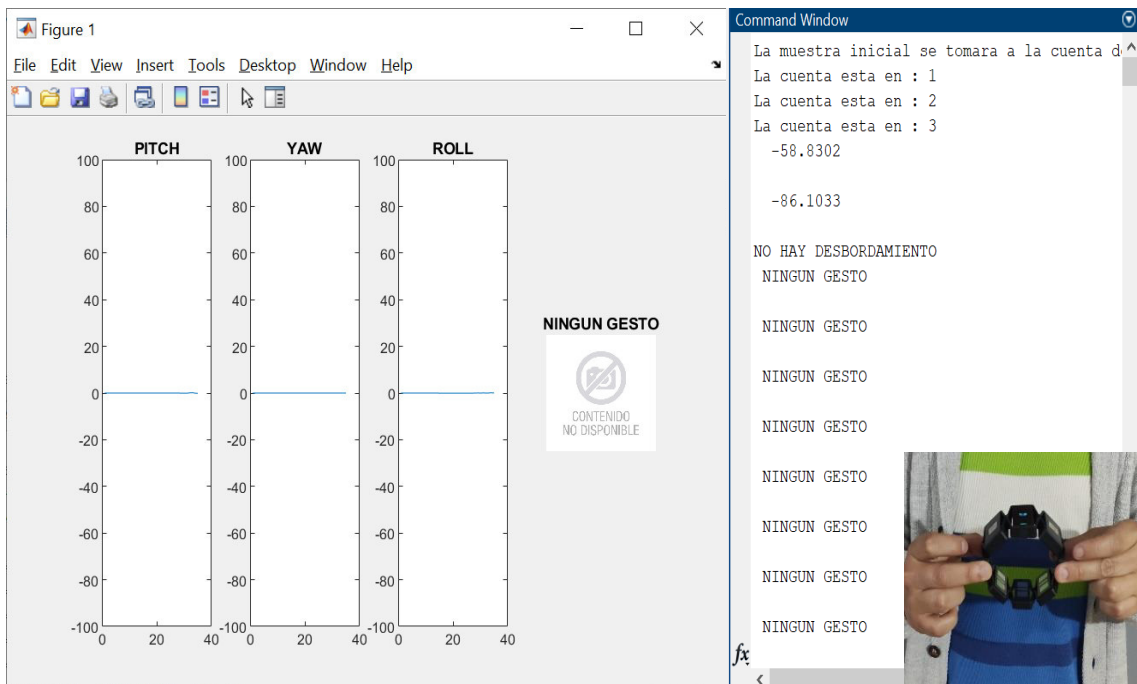 Figure 1
File Edit View Insert Tools Desktop Window Help
PITCH
100
80
60
40
20
0
-20
-40
-60
-80
-100
0 20 40
YAW
100
80
60
40
20
0
-20
-40
-60
-80
-100
0 20 40
ROLL
100
80
60
40
20
0
-20
-40
-60
-80
-100
0 20 40
NINGUN GESTO
CONTENIDO
NO DISPONIBLE
Command Window
La muestra inicial se tomara a la cuenta d
La cuenta esta en : 1
La cuenta esta en : 2
La cuenta esta en : 3
-58.8302
-86.1033
NO HAY DESBORDAMIENTO
NINGUN GESTO
NINGUN GESTO
NINGUN GESTO
NINGUN GESTO
NINGUN GESTO
NINGUN GESTO
NINGUN GESTO
NINGUN GESTO
fx